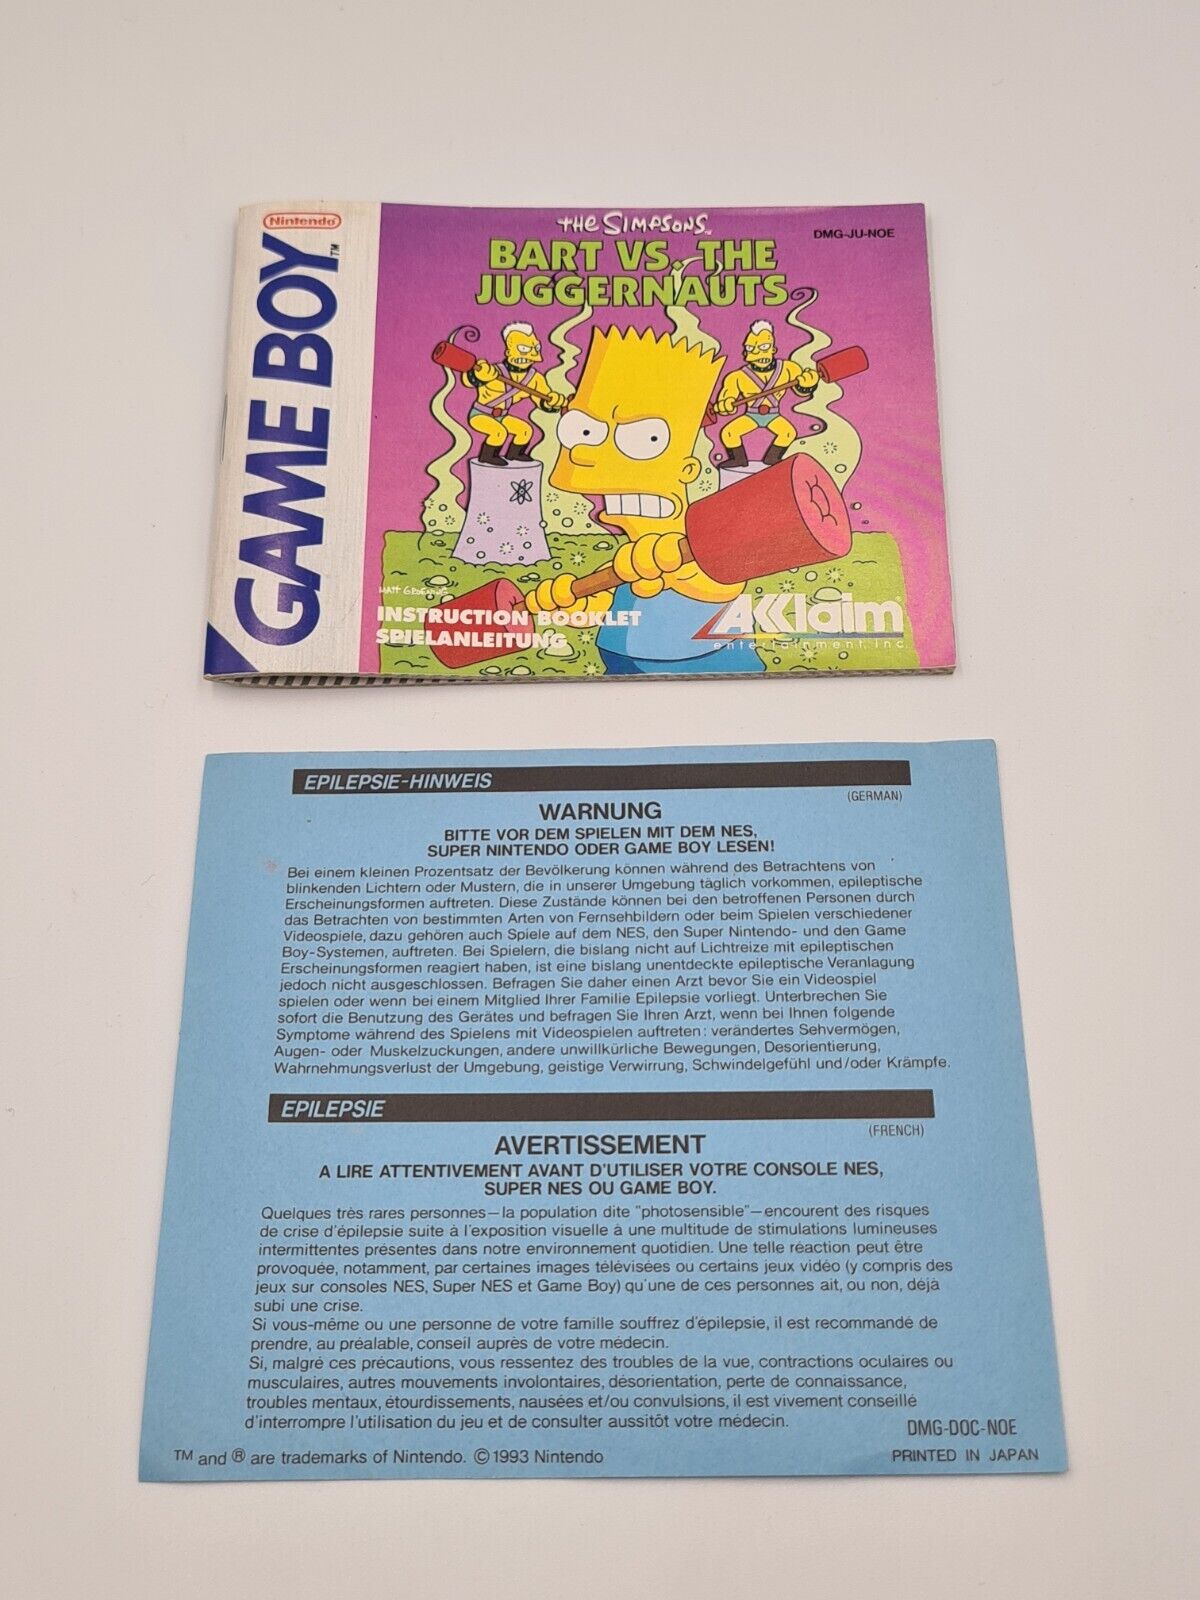 Nintendo
GAME BOY™
THE SIMPSONS™
DMG-JU-NOE
BART VS. THE
JUGGERNAUTS
MATT GROENING
INSTRUCTION BOOKLET
SPIELANLEITUNG
AKKlaim®
entertainment, inc.
EPILEPSIE-HINWEIS
(GERMAN)
WARNUNG
BITTE VOR DEM SPIELEN MIT DEM NES,
SUPER NINTENDO ODER GAME BOY LESEN!
Bei einem kleinen Prozentsatz der Bevölkerung können während des Betrachtens von
blinkenden Lichtern oder Mustern, die in unserer Umgebung täglich vorkommen, epileptische
Erscheinungsformen auftreten. Diese Zustände können bei den betroffenen Personen durch
das Betrachten von bestimmten Arten von Fernsehbildern oder beim Spielen verschiedener
Videospiele, dazu gehören auch Spiele auf dem NES, den Super Nintendo- und den Game
Boy-Systemen, auftreten. Bei Spielern, die bislang nicht auf Lichtreize mit epileptischen
Erscheinungsformen reagiert haben, ist eine bislang unentdeckte epileptische Veranlagung
jedoch nicht ausgeschlossen. Befragen Sie daher einen Arzt bevor Sie ein Videospiel
spielen oder wenn bei einem Mitglied Ihrer Familie Epilepsie vorliegt. Unterbrechen Sie
sofort die Benutzung des Gerätes und befragen Sie Ihren Arzt, wenn bei Ihnen folgende
Symptome während des Spielens mit Videospielen auftreten: verändertes Sehvermögen,
Augen- oder Muskelzuckungen, andere unwillkürliche Bewegungen, Desorientierung,
Wahrnehmungsverlust der Umgebung, geistige Verwirrung, Schwindelgefühl und/oder Krämpfe.
EPILEPSIE
(FRENCH)
AVERTISSEMENT
A LIRE ATTENTIVEMENT AVANT D'UTILISER VOTRE CONSOLE NES,
SUPER NES OU GAME BOY.
Quelques très rares personnes—la population dite "photosensible"—encourent des risques
de crise d'épilepsie suite à l'exposition visuelle à une multitude de stimulations lumineuses
intermittentes présentes dans notre environnement quotidien. Une telle réaction peut être
provoquée, notamment, par certaines images télévisées ou certains jeux vidéo (y compris des
jeux sur consoles NES, Super NES et Game Boy) qu'une de ces personnes ait, ou non, déjà
subi une crise.
Si vous-même ou une personne de votre famille souffrez d'épilepsie, il est recommandé de
prendre, au préalable, conseil auprès de votre médecin.
Si, malgré ces précautions, vous ressentez des troubles de la vue, contractions oculaires ou
musculaires, autres mouvements involontaires, désorientation, perte de connaissance,
troubles mentaux, étourdissements, nausées et/ou convulsions, il est vivement conseillé
d'interrompre l'utilisation du jeu et de consulter aussitôt votre médecin.
DMG-DOC-NOE
TM and ® are trademarks of Nintendo. © 1993 Nintendo
PRINTED IN JAPAN